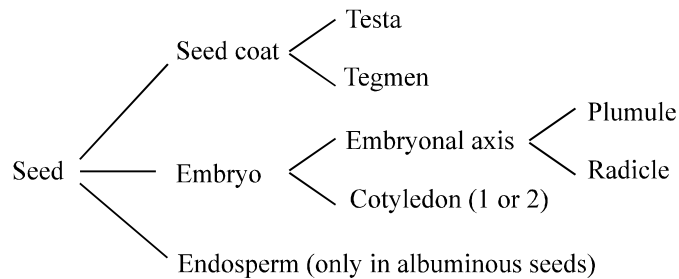 Testa
Seed coat
Tegmen
Plumule
Embryonal axis
Seed
Embryo
Radicle
Cotyledon (1 or 2)
Endosperm (only in albuminous seeds)